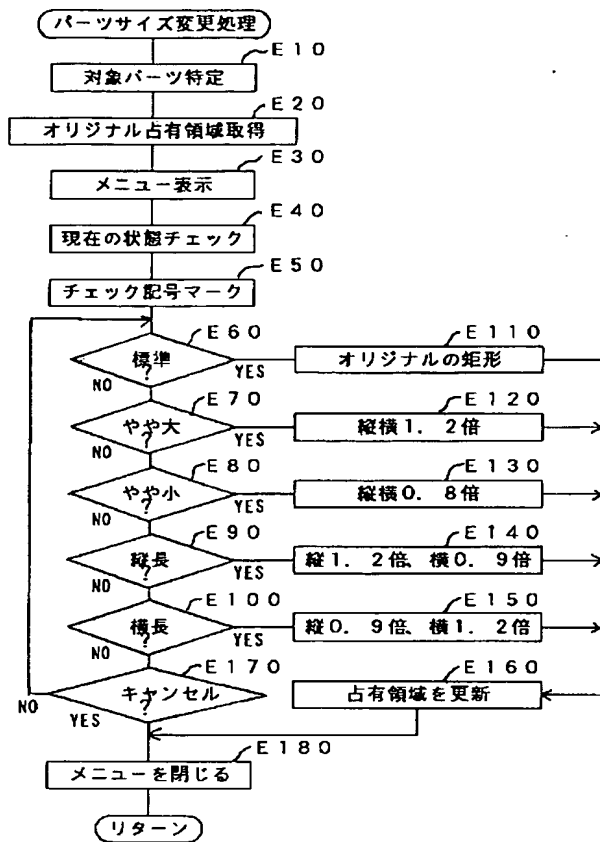 パーツサイズ変更処理
E10
対象パーツ特定
E20
オリジナル占有領域取得
E30
メニュー表示
E40
現在の状態チェック
E50
チェック記号マーク
E60
標準
?
NO
YES
E110
オリジナルの矩形
E70
やや大
?
NO
YES
E120
縦横1.2倍
E80
やや小
?
NO
YES
E130
縦横0.8倍
E90
縦長
?
NO
YES
E140
縦1.2倍、横0.9倍
E100
横長
?
NO
YES
E150
縦0.9倍、横1.2倍
E170
キャンセル
?
NO
YES
E160
占有領域を更新
E180
メニューを閉じる
リターン